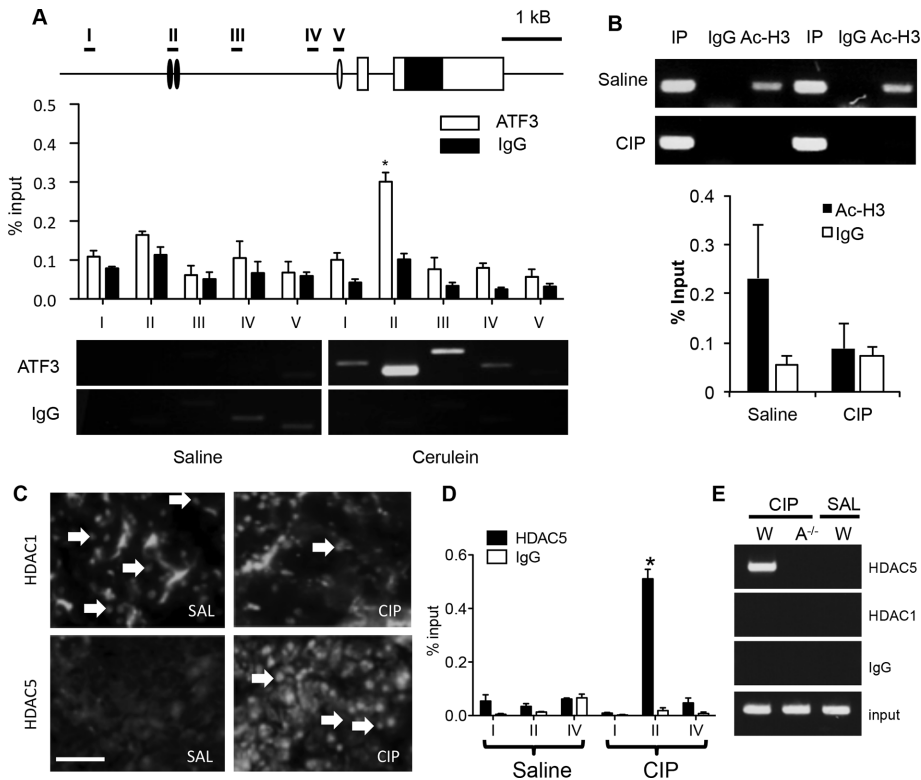 A
1 kB
I II III IV V
0.5
0.4
0.3
0.2
0.1
0.0
% input
ATF3
IgG
*
I II III IV V I II III IV V
ATF3
IgG
Saline Cerulein
B
IP IgG Ac-H3 IP IgG Ac-H3
Saline
CIP
0.4
0.3
0.2
0.1
0
% Input
Ac-H3
IgG
Saline CIP
C
HDAC1
SAL CIP
HDAC5
SAL CIP
D
HDAC5
IgG
0.6
0.4
0.2
0.0
% input
*
I II IV I II IV
Saline CIP
E
CIP SAL
W A-/- W
HDAC5
HDAC1
IgG
input